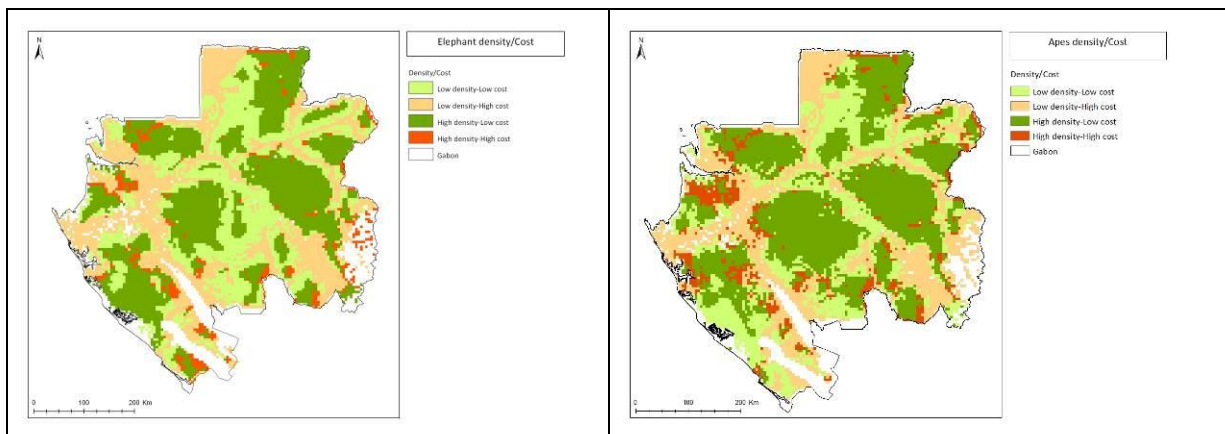 N
Elephant density/Cost
Density/Cost
Low density-Low cost
Low density-High cost
High density-Low cost
High density-High cost
Gabon
0 100 200 Km
N
Apes density/Cost
Density/Cost
Low density-Low cost
Low density-High cost
High density-Low cost
High density-High cost
Gabon
0 100 200 Km